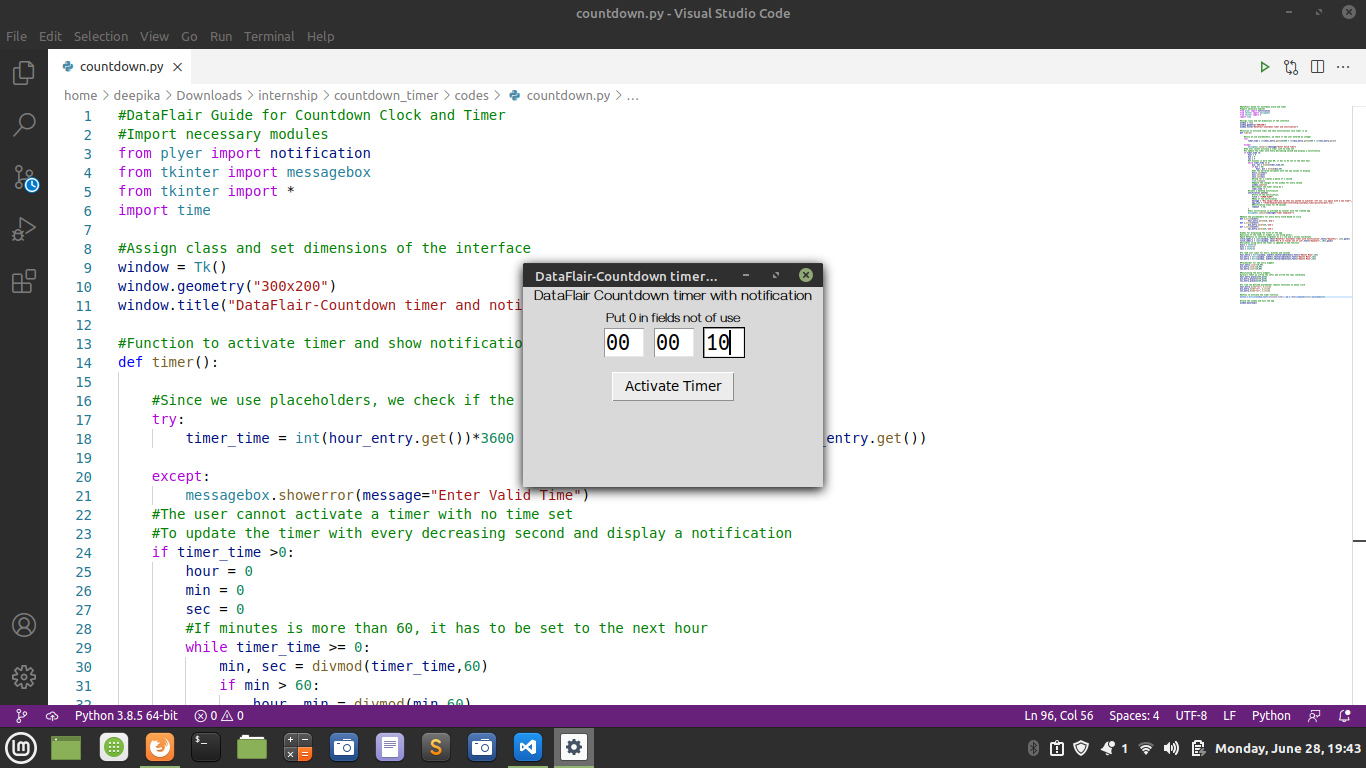 countdown.py - Visual Studio Code
File Edit Selection View Go Run Terminal Help
countdown.py
home > deepika > Downloads > internship > countdown_timer > codes > countdown.py > ...
1 #DataFlair Guide for Countdown Clock and Timer
2 #Import necessary modules
3 from plyer import notification
4 from tkinter import messagebox
5 from tkinter import *
6 import time
7
8 #Assign class and set dimensions of the interface
9 window = Tk()
10 window.geometry("300x200")
11 window.title("DataFlair-Countdown timer and noti
12
13 #Function to activate timer and show notificatio
14 def timer():
15
16 #Since we use placeholders, we check if the
17 try:
18 timer_time = int(hour_entry.get())*3600 _entry.get())
19
20 except:
21 messagebox.showerror(message="Enter Valid Time")
22 #The user cannot activate a timer with no time set
23 #To update the timer with every decreasing second and display a notification
24 if timer_time >0:
25 hour = 0
26 min = 0
27 sec = 0
28 #If minutes is more than 60, it has to be set to the next hour
29 while timer_time >= 0:
30 min, sec = divmod(timer_time,60)
31 if min > 60:
32 hour, min = divmod(min,60)
DataFlair-Countdown timer...
DataFlair Countdown timer with notification
Put 0 in fields not of use
00 00 10
Activate Timer
Python 3.8.5 64-bit 0 0 Ln 96, Col 56 Spaces: 4 UTF-8 LF Python
1 Monday, June 28, 19:43